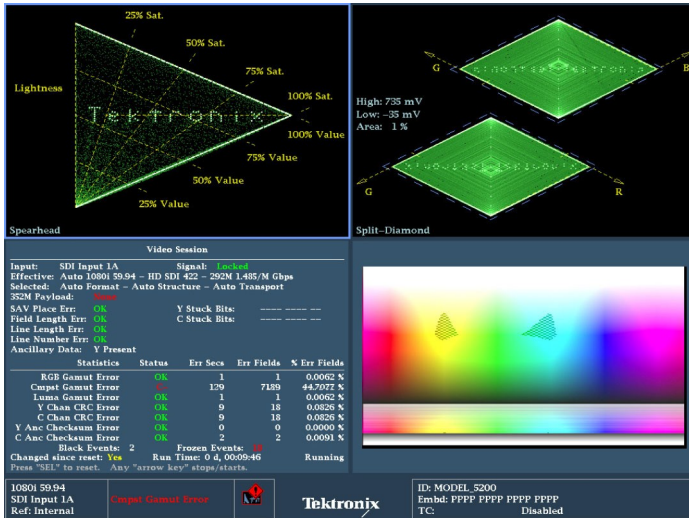 25% Sat.
50% Sat.
75% Sat.
100% Sat.
Lightness
Tektronix
100% Value
75% Value
50% Value
25% Value
Spearhead
G
B
High: 735 mV
Low: −35 mV
Area: 1 %
G
R
Split−Diamond
Video Session
Input: SDI Input 1A Signal: Locked
Effective: Auto 1080i 59.94 − HD SDI 422 − 292M 1.485/M Gbps
Selected: Auto Format − Auto Structure − Auto Transport
352M Payload:
SAV Place Err: OK Y Stuck Bits: −−−− −−−− −−
Field Length Err: OK C Stuck Bits: −−−− −−−− −−
Line Length Err: OK
Line Number Err: OK
Ancillary Data: Y Present
Statistics Status Err Secs Err Fields % Err Fields
RGB Gamut Error OK 1 1 0.0062 %
Cmpst Gamut Error 129 7189 44.7077 %
Luma Gamut Error OK 1 1 0.0062 %
Y Chan CRC Error OK 9 18 0.0826 %
C Chan CRC Error OK 9 18 0.0826 %
Y Anc Checksum Error OK 0 0 0.0000 %
C Anc Checksum Error OK 2 2 0.0091 %
Black Events: 2 Frozen Events:
Changed since reset: Yes Run Time: 0 d, 00:09:46 Running
Press "SEL" to reset. Any "arrow key" stops/starts.
1080i 59.94
SDI Input 1A
Ref: Internal
Cmpst Gamut Error
Tektronix
ID: MODEL_5200
Embd: PPPP PPPP PPPP PPPP
TC: Disabled